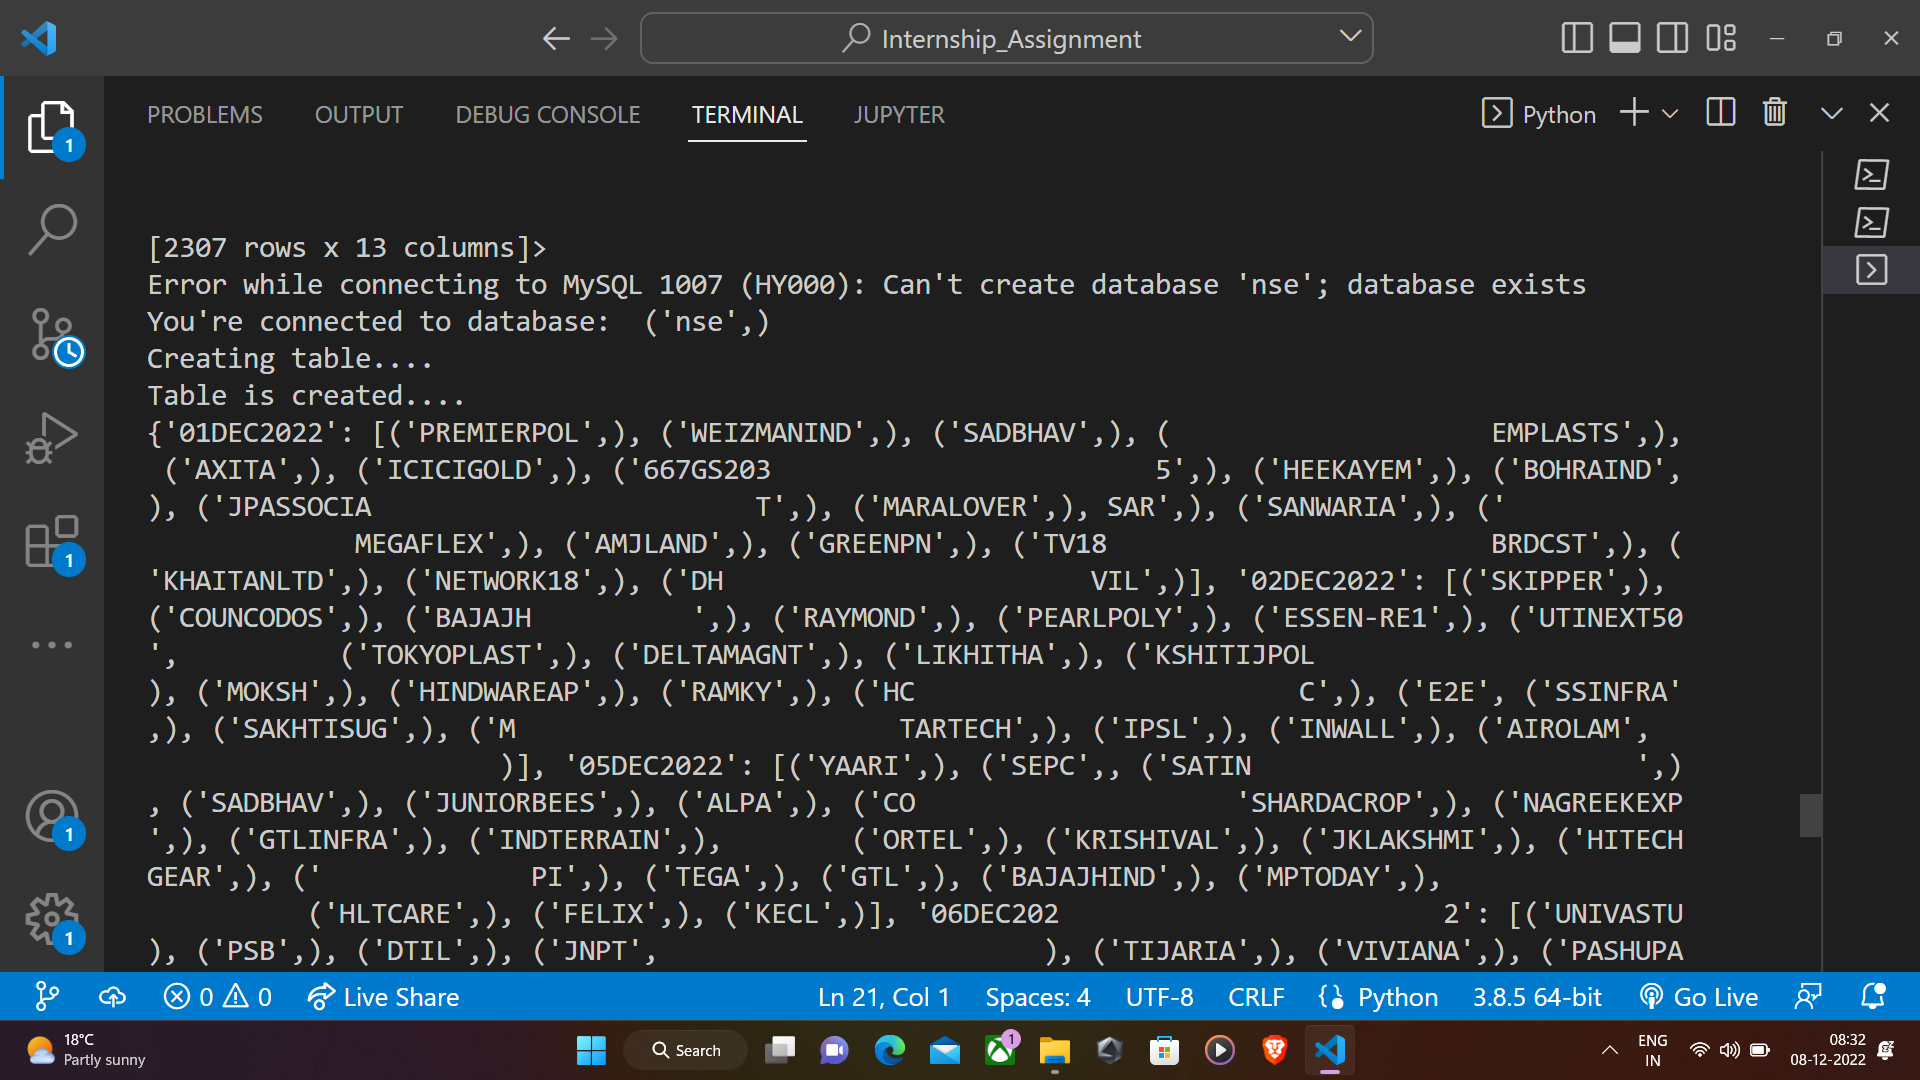 Internship_Assignment
PROBLEMS OUTPUT DEBUG CONSOLE TERMINAL JUPYTER Python
1
[2307 rows x 13 columns]>
Error while connecting to MySQL 1007 (HY000): Can't create database 'nse'; database exists
You're connected to database:  ('nse',)
Creating table....
Table is created....
{'01DEC2022': [('PREMIERPOL',), ('WEIZMANIND',), ('SADBHAV',), ( EMPLASTS',),
('AXITA',), ('ICICIGOLD',), ('667GS203 5',), ('HEEKAYEM',), ('BOHRAIND',
), ('JPASSOCIA T',), ('MARALOVER',), SAR',), ('SANWARIA',), ('
MEGAFLEX',), ('AMJLAND',), ('GREENPN',), ('TV18 BRDCST',), (
'KHAITANLTD',), ('NETWORK18',), ('DH VIL',)], '02DEC2022': [('SKIPPER',),
('COUNCODOS',), ('BAJAJH ',), ('RAYMOND',), ('PEARLPOLY',), ('ESSEN-RE1',), ('UTINEXT50
', ('TOKYOPLAST',), ('DELTAMAGNT',), ('LIKHITHA',), ('KSHITIJPOL
), ('MOKSH',), ('HINDWAREAP',), ('RAMKY',), ('HC C',), ('E2E', ('SSINFRA'
,), ('SAKHTISUG',), ('M TARTECH',), ('IPSL',), ('INWALL',), ('AIROLAM',
)], '05DEC2022': [('YAARI',), ('SEPC',, ('SATIN ',)
, ('SADBHAV',), ('JUNIORBEES',), ('ALPA',), ('CO 'SHARDACROP',), ('NAGREEKEXP
',), ('GTLINFRA',), ('INDTERRAIN',), ('ORTEL',), ('KRISHIVAL',), ('JKLAKSHMI',), ('HITECH
GEAR',), (' PI',), ('TEGA',), ('GTL',), ('BAJAJHIND',), ('MPTODAY',),
('HLTCARE',), ('FELIX',), ('KECL',)], '06DEC202 2': [('UNIVASTU
), ('PSB',), ('DTIL',), ('JNPT', ), ('TIJARIA',), ('VIVIANA',), ('PASHUPA
1
1
1
0 0 Live Share Ln 21, Col 1 Spaces: 4 UTF-8 CRLF Python 3.8.5 64-bit Go Live
18°C
Partly sunny
Search
1
ENG
IN
08:32
08-12-2022